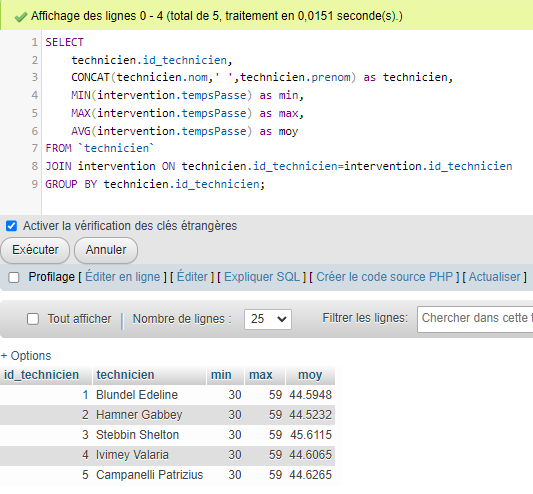 Affichage des lignes 0 - 4 (total de 5, traitement en 0,0151 seconde(s).)
1 SELECT
2 technicien.id_technicien,
3 CONCAT(technicien.nom,' ',technicien.prenom) as technicien,
4 MIN(intervention.tempsPasse) as min,
5 MAX(intervention.tempsPasse) as max,
6 AVG(intervention.tempsPasse) as moy
7 FROM `technicien`
8 JOIN intervention ON technicien.id_technicien=intervention.id_technicien
9 GROUP BY technicien.id_technicien;
Activer la vérification des clés étrangères
Exécuter Annuler
Profilage [ Éditer en ligne ] [ Éditer ] [ Expliquer SQL ] [ Créer le code source PHP ] [ Actualiser ]
Tout afficher Nombre de lignes : 25 Filtrer les lignes: Chercher dans cette
+ Options
id_technicien technicien min max moy
1 Blundel Edeline 30 59 44.5948
2 Hamner Gabbey 30 59 44.5232
3 Stebbin Shelton 30 59 45.6115
4 Ivimey Valaria 30 59 44.6065
5 Campanelli Patrizius 30 59 44.6265